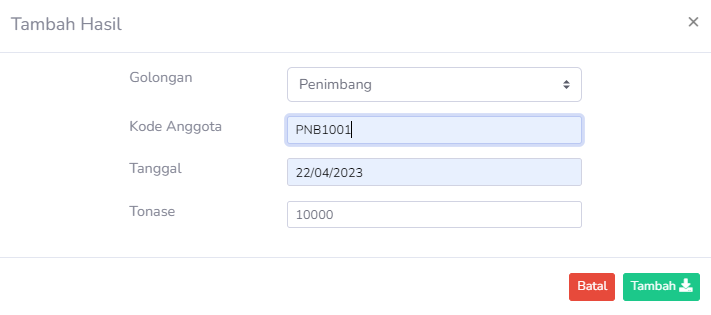 Tambah Hasil ×
Golongan Penimbang
Kode Anggota PNB1001
Tanggal 22/04/2023
Tonase 10000
Batal Tambah